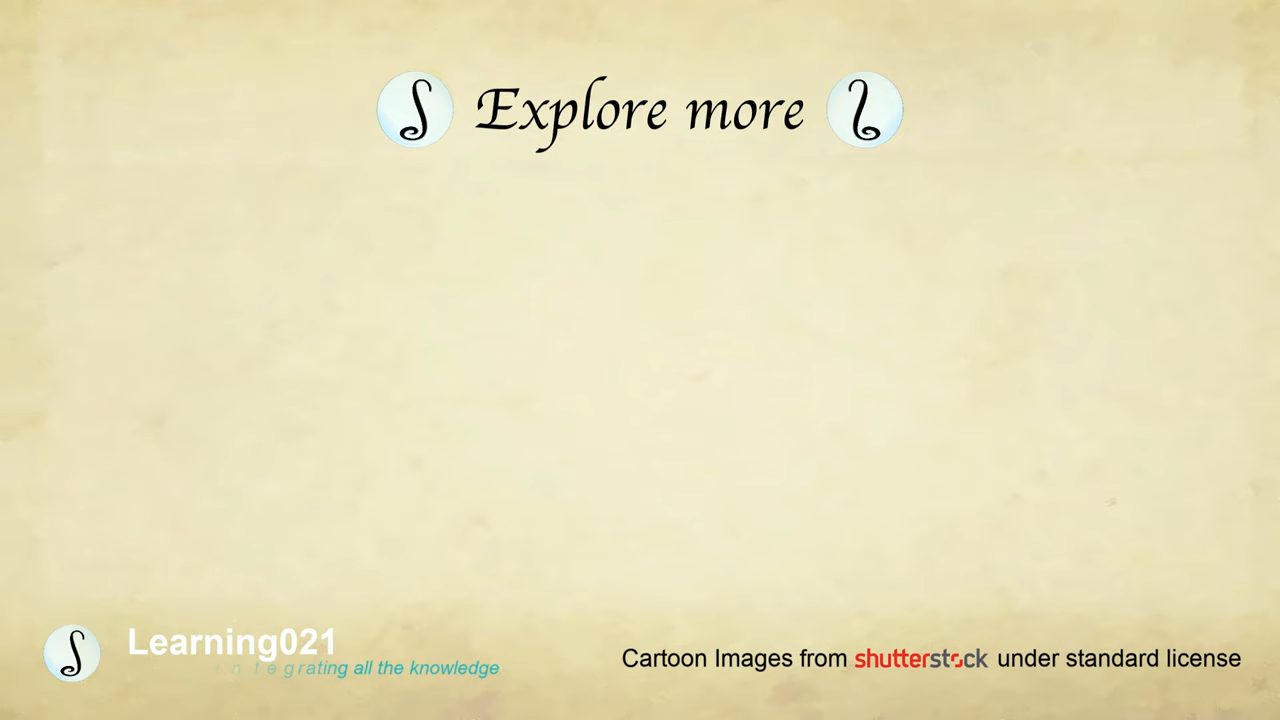 Explore more
Learning021
integrating all the knowledge
Cartoon Images from shutterstock under standard license